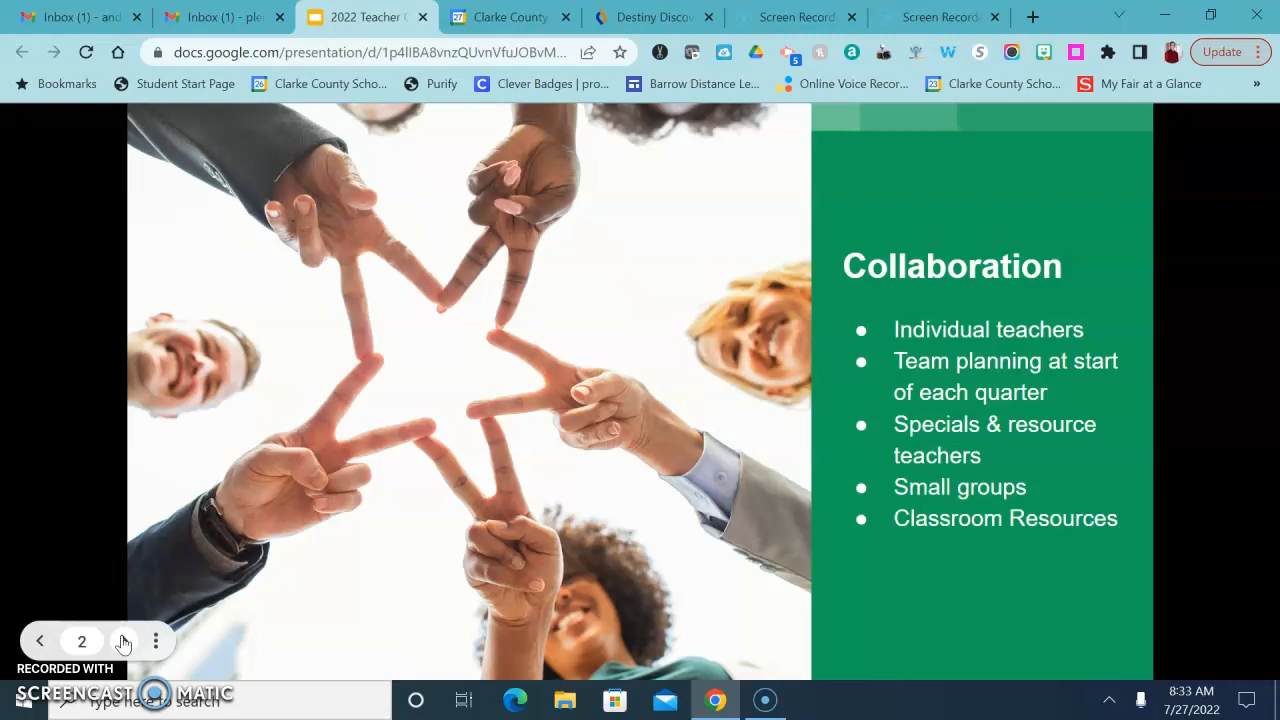 Inbox (1) - and
Inbox (1) - ple
2022 Teacher
Clarke County
Destiny Discov
Screen Record
Screen Record
docs.google.com/presentation/d/1p4lIBA8vnzQUvnVfuJOBvM...
5
Update
Bookmarks
Student Start Page
Clarke County Scho...
Purify
Clever Badges | pro...
Barrow Distance Le...
Online Voice Recor...
Clarke County Scho...
My Fair at a Glance
»
Collaboration
● Individual teachers
● Team planning at start
of each quarter
● Specials & resource
teachers
● Small groups
● Classroom Resources
2
RECORDED WITH
SCREENCAST MATIC
Type here to search
8:33 AM
7/27/2022